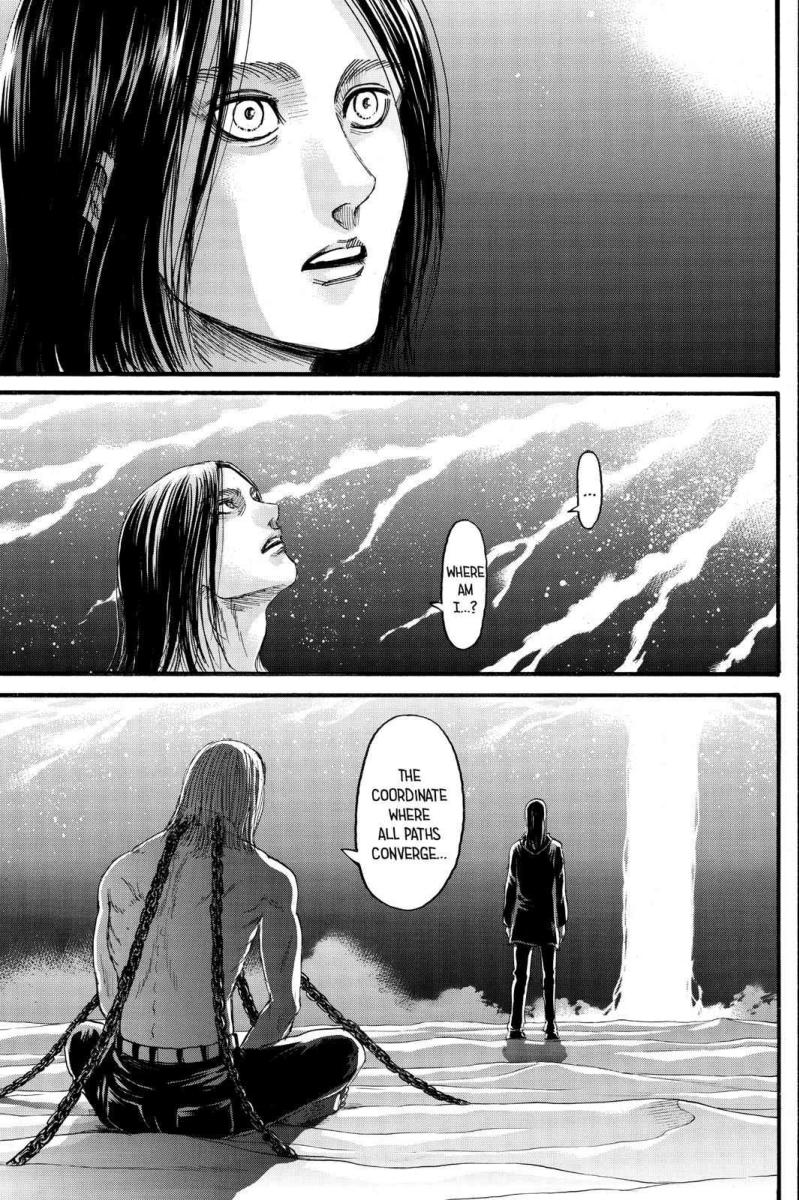 ...
WHERE
AM
I...?
THE
COORDINATE
WHERE
ALL PATHS
CONVERGE...